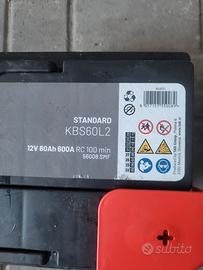 STANDARD
KBS60L2
12V 60Ah 600A RC 100 min
56008 SMF
+
subito